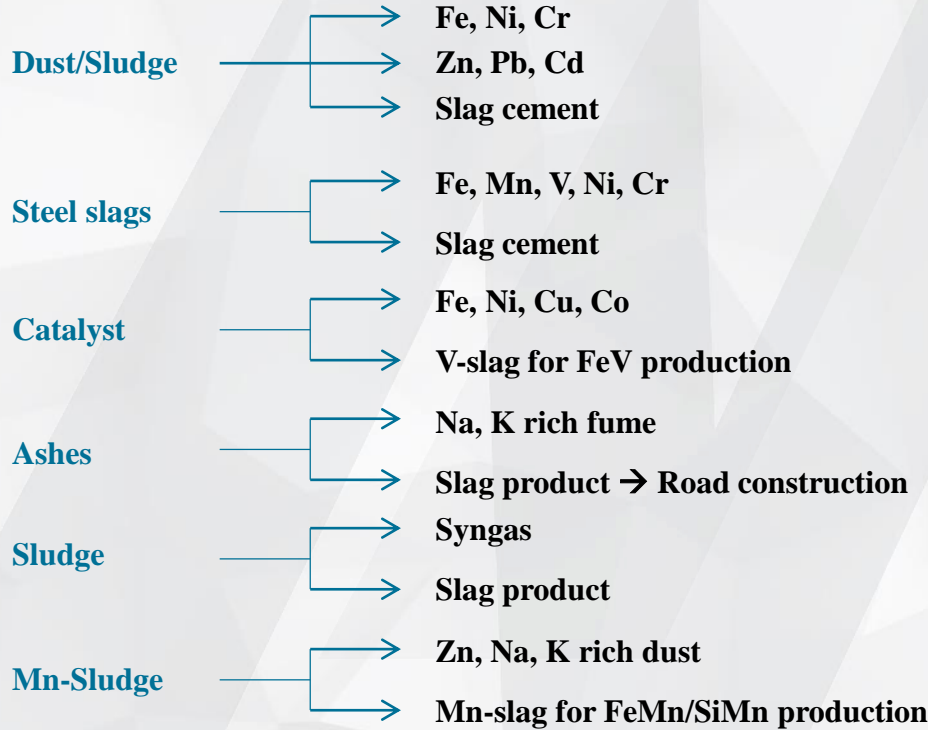 Fe, Ni, Cr
Dust/Sludge
Zn, Pb, Cd
Slag cement
Fe, Mn, V, Ni, Cr
Steel slags
Slag cement
Fe, Ni, Cu, Co
Catalyst
V-slag for FeV production
Na, K rich fume
Ashes
Slag product → Road construction
Syngas
Sludge
Slag product
Zn, Na, K rich dust
Mn-Sludge
Mn-slag for FeMn/SiMn production